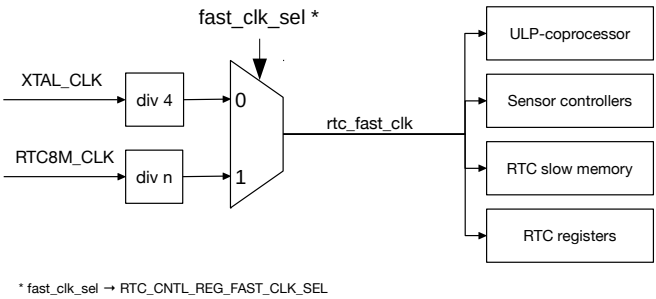 fast_clk_sel *
XTAL_CLK
div 4
0
RTC8M_CLK
div n
1
rtc_fast_clk
ULP-coprocessor
Sensor controllers
RTC slow memory
RTC registers
* fast_clk_sel → RTC_CNTL_REG_FAST_CLK_SEL